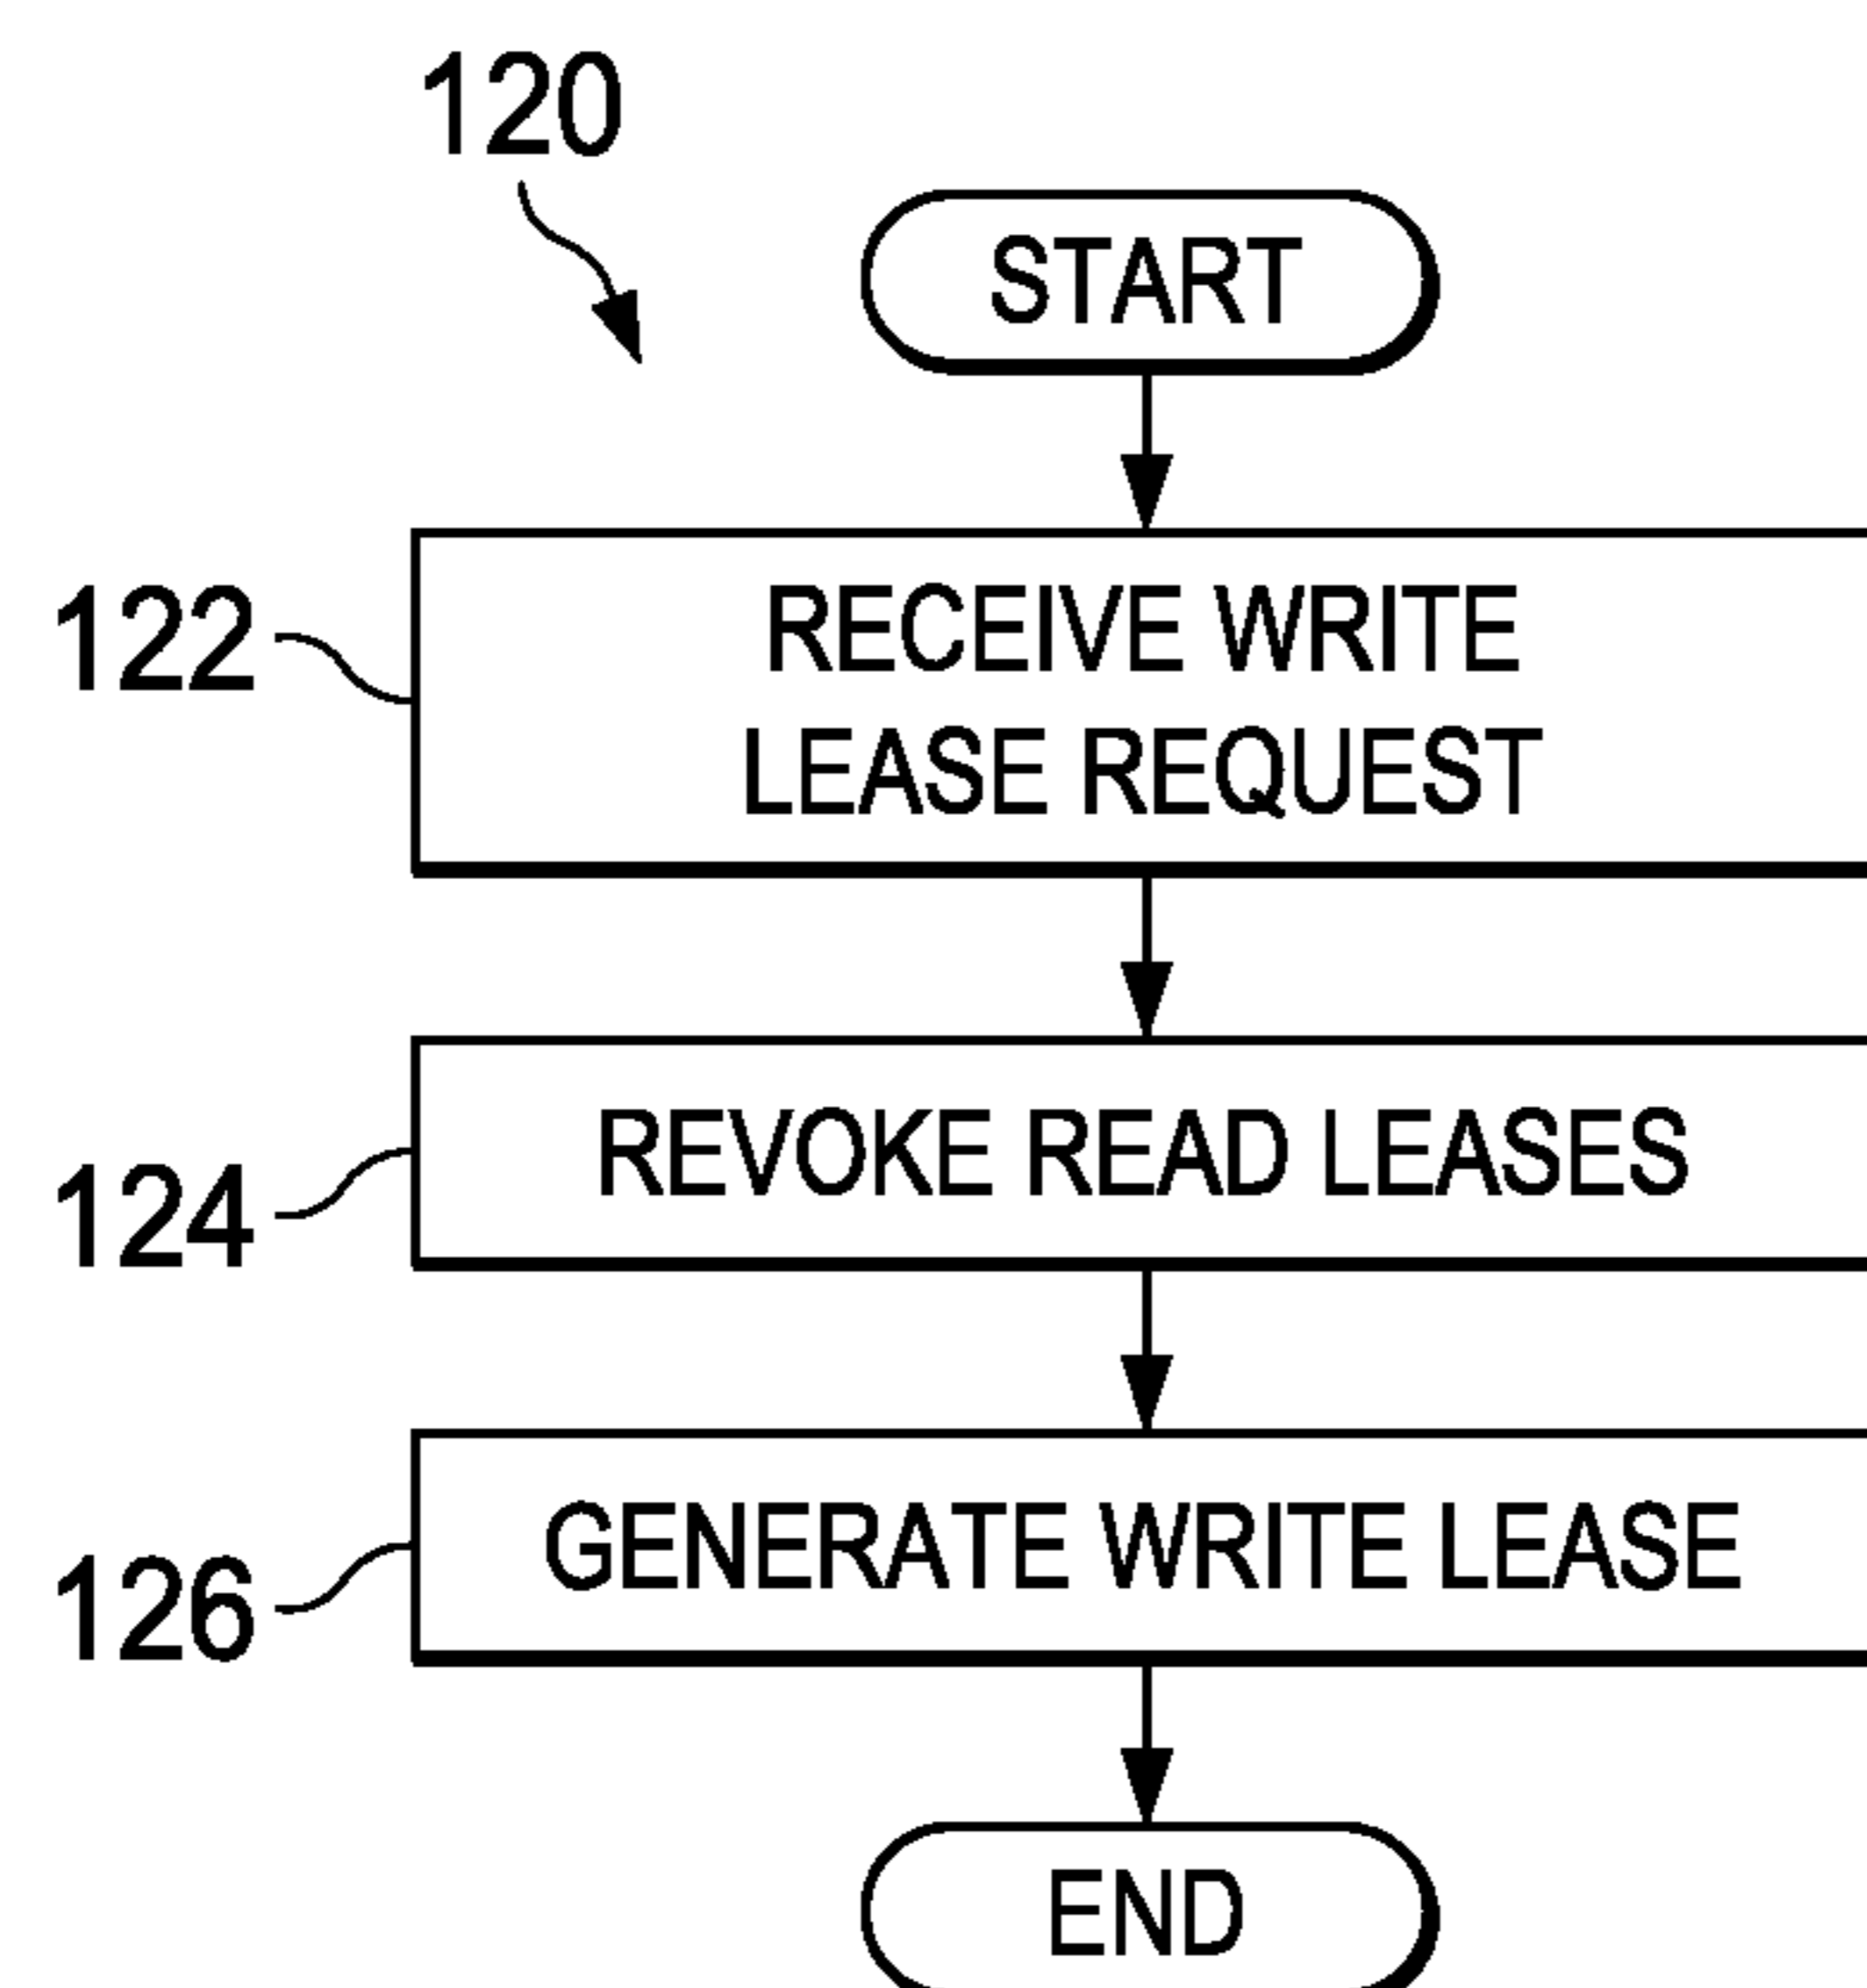 120
START
122
RECEIVE WRITE
LEASE REQUEST
124
REVOKE READ LEASES
126
GENERATE WRITE LEASE
END